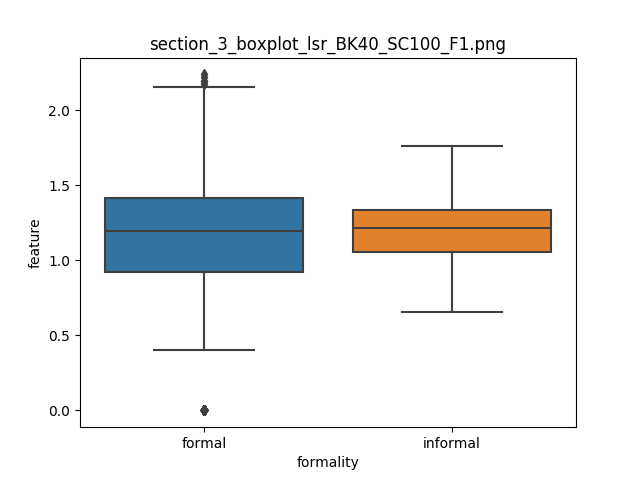 section_3_boxplot_lsr_BK40_SC100_F1.png
feature
2.0
1.5
1.0
0.5
0.0
formal
informal
formality